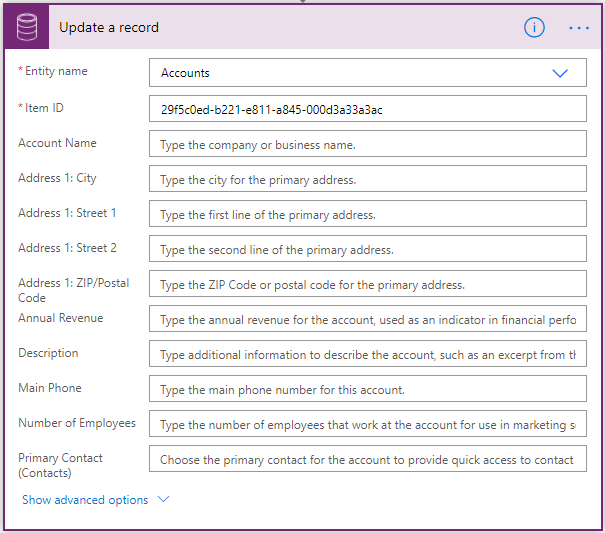 Update a record
* Entity name
Accounts
* Item ID
29f5c0ed-b221-e811-a845-000d3a33a3ac
Account Name
Type the company or business name.
Address 1: City
Type the city for the primary address.
Address 1: Street 1
Type the first line of the primary address.
Address 1: Street 2
Type the second line of the primary address.
Address 1: ZIP/Postal
Code
Type the ZIP Code or postal code for the primary address.
Annual Revenue
Type the annual revenue for the account, used as an indicator in financial perfo
Description
Type additional information to describe the account, such as an excerpt from th
Main Phone
Type the main phone number for this account.
Number of Employees
Type the number of employees that work at the account for use in marketing s
Primary Contact
(Contacts)
Choose the primary contact for the account to provide quick access to contact
Show advanced options